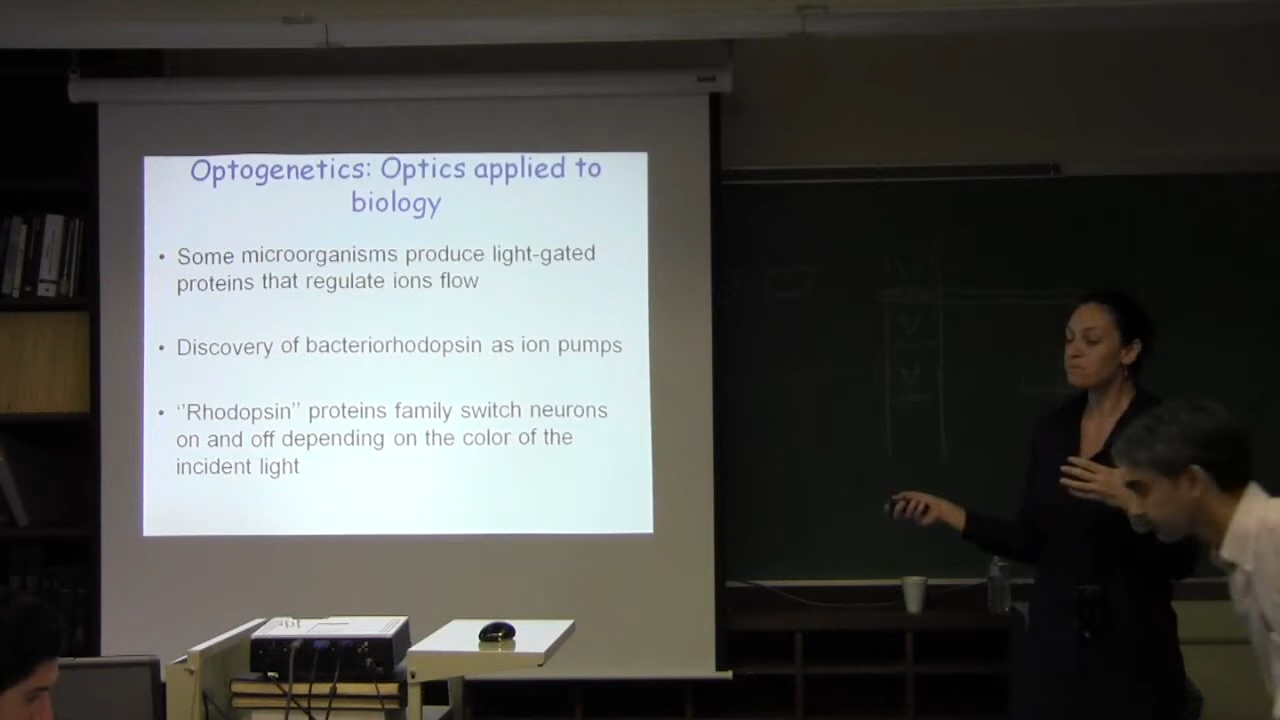 Optogenetics: Optics applied to
biology
• Some microorganisms produce light-gated
proteins that regulate ions flow
• Discovery of bacteriorhodopsin as ion pumps
• ‘’Rhodopsin’’ proteins family switch neurons
on and off depending on the color of the
incident light